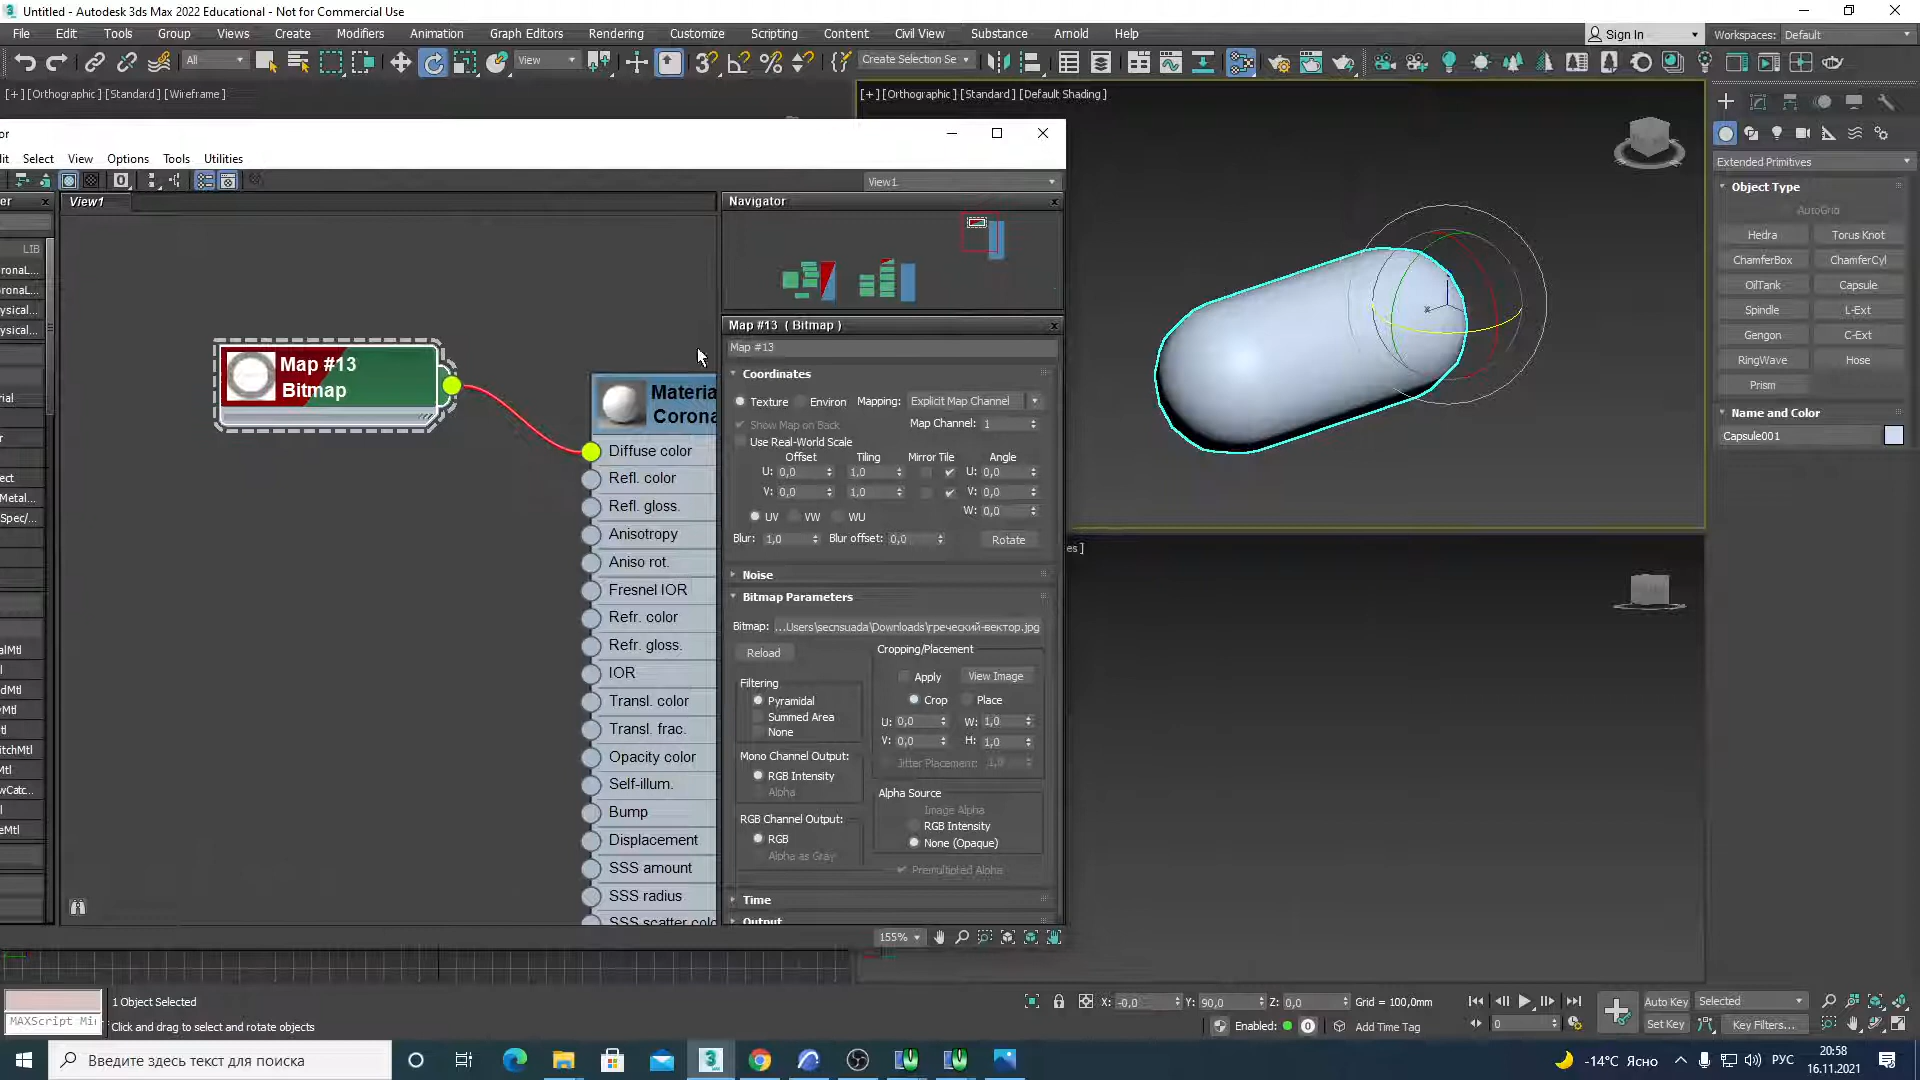 Untitled - Autodesk 3ds Max 2022 Educational - Not for Commercial Use
File Edit Tools Group Views Create Modifiers Animation Graph Editors Rendering Customize Scripting Content Civil View Substance Arnold Help
Sign In
Workspaces: Default
All
View
Create Selection Se
[+] [Orthographic] [Standard] [Wireframe]
[+] [Orthographic] [Standard] [Default Shading]
or
it Select View Options Tools Utilities
View1
View1
er
Navigator
LIB
oronaL...
oronaL...
hysical...
hysical...
rial
r
ect
Metal...
Spec/...
alMtl
l
dMtl
yMtl
l
itchMtl
Mtl
wCatc...
l
eMtl
Map #13
Bitmap
Materia
Corona
Diffuse color
Refl. color
Refl. gloss.
Anisotropy
Aniso rot.
Fresnel IOR
Refr. color
Refr. gloss.
IOR
Transl. color
Transl. frac.
Opacity color
Self-illum.
Bump
Displacement
SSS amount
SSS radius
SSS scatter colo
Map #13 ( Bitmap )
Map #13
Coordinates
Texture Environ Mapping: Explicit Map Channel
Show Map on Back Map Channel: 1
Use Real-World Scale
Offset Tiling Mirror Tile Angle
U: 0,0 1,0 U: 0,0
V: 0,0 1,0 V: 0,0
W: 0,0
UV VW WU
Blur: 1,0 Blur offset: 0,0 Rotate
Noise
Bitmap Parameters
Bitmap: ...Users\secnsuada\Downloads\греческий-вектор.jpg
Reload
Cropping/Placement
Apply View Image
Crop Place
U: 0,0 W: 1,0
V: 0,0 H: 1,0
Jitter Placement: 1,0
Filtering
Pyramidal
Summed Area
None
Mono Channel Output:
RGB Intensity
Alpha
RGB Channel Output:
RGB
Alpha as Gray
Alpha Source
Image Alpha
RGB Intensity
None (Opaque)
Premultiplied Alpha
Time
Output
155%
es ]
Extended Primitives
Object Type
AutoGrid
Hedra Torus Knot
ChamferBox ChamferCyl
OilTank Capsule
Spindle L-Ext
Gengon C-Ext
RingWave Hose
Prism
Name and Color
Capsule001
MAXScript Mi
1 Object Selected
Click and drag to select and rotate objects
X: -0,0 Y: 90,0 Z: 0,0 Grid = 100,0mm
Enabled: 0 Add Time Tag
0
Auto Key Selected
Set Key Key Filters...
Введите здесь текст для поиска
-14°C Ясно
РУС
20:58
16.11.2021